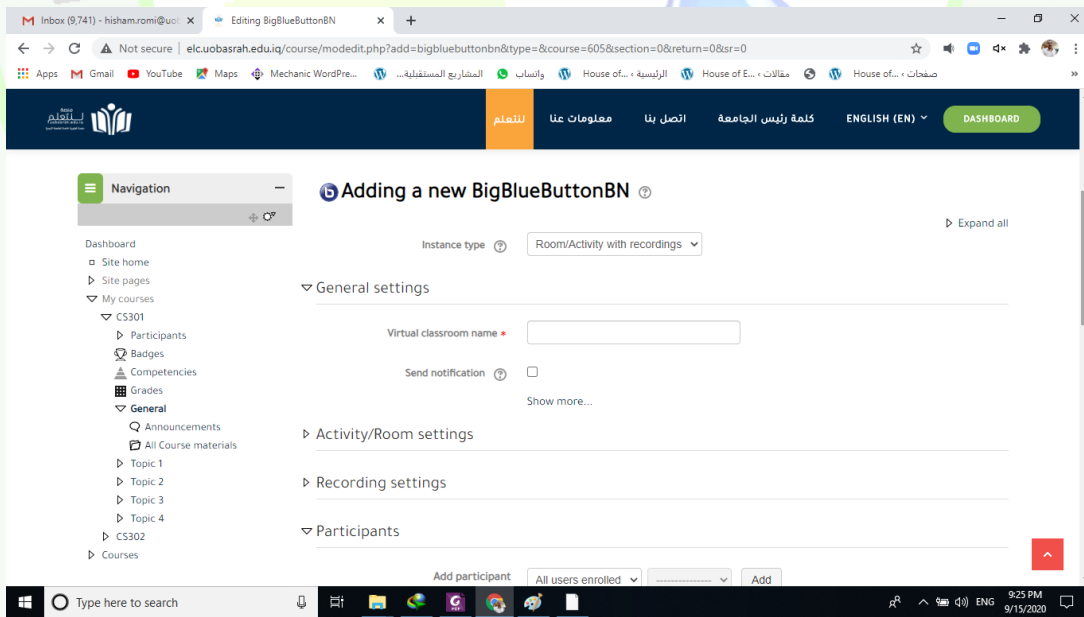 Inbox (9,741) - hisham.romi@uo
Editing BigBlueButtonBN
Not secure | elc.uobasrah.edu.iq/course/modedit.php?add=bigbluebuttonbn&type=&course=605&section=0&return=0&sr=0
Apps Gmail YouTube Maps Mechanic WordPre... المشاريع المستقبلية... واتساب House of... ‹ الرئيسية House of E... ‹ مقالات House of... ‹ صفحات »
للتعلم
للتعلم معلومات عنا اتصل بنا كلمة رئيس الجامعة ENGLISH (EN) DASHBOARD
Navigation
Adding a new BigBlueButtonBN
Expand all
Dashboard
Instance type Room/Activity with recordings
Site home
Site pages
My courses
General settings
CS301
Participants
Virtual classroom name *
Badges
Competencies
Send notification
Grades
General
Show more...
Announcements
All Course materials
Activity/Room settings
Topic 1
Topic 2
Recording settings
Topic 3
Topic 4
Participants
CS302
Courses
Add participant All users enrolled --------------- Add
Type here to search
ENG
9:25 PM
9/15/2020